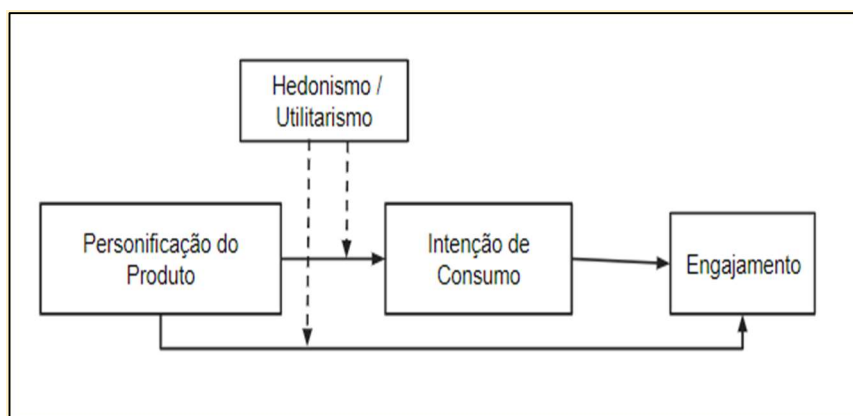 Hedonismo /
Utilitarismo
Personificação do
Produto
Intenção de
Consumo
Engajamento